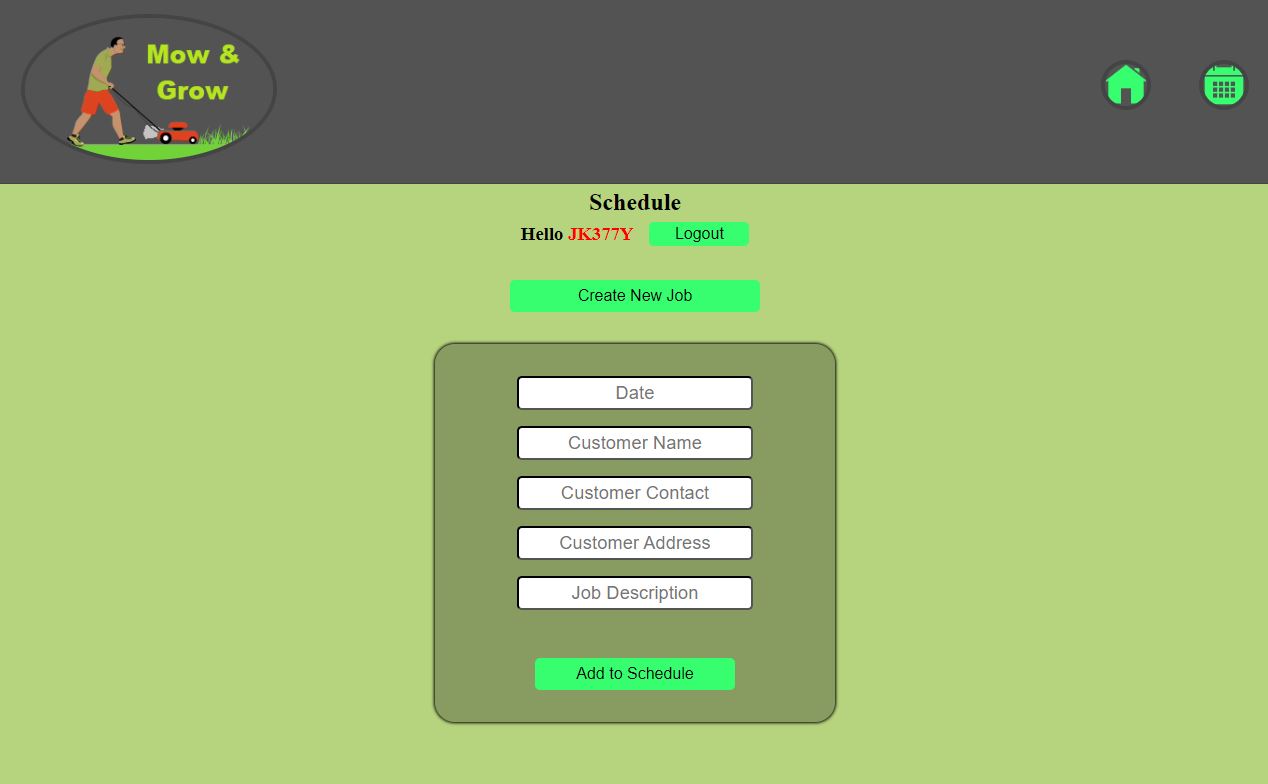 Mow &
Grow
Schedule
Hello JK377Y Logout
Create New Job
Date
Customer Name
Customer Contact
Customer Address
Job Description
Add to Schedule